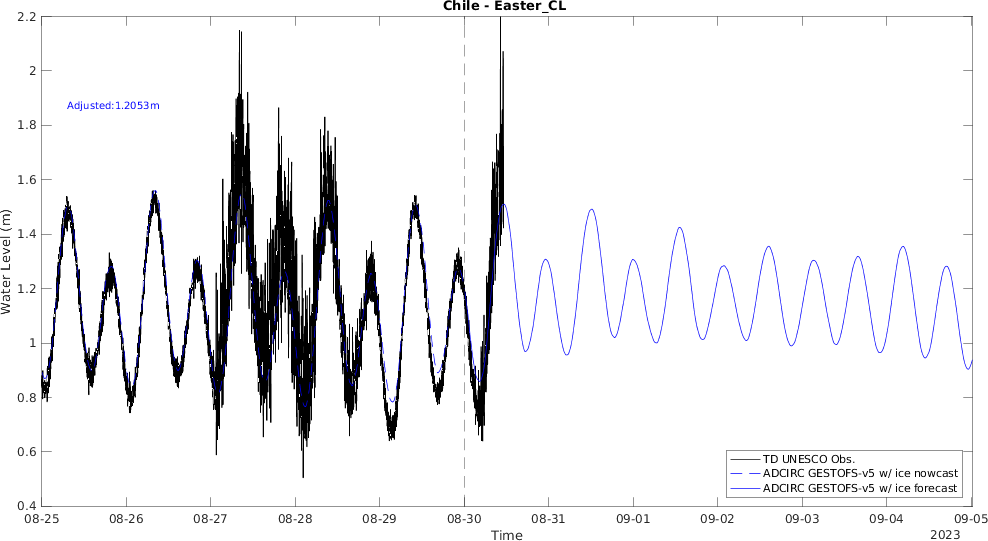 Chile - Easter_CL
2.2
2
1.8
1.6
1.4
1.2
1
0.8
0.6
0.4
Water Level (m)
Adjusted:1.2053m
TD UNESCO Obs.
ADCIRC GESTOFS-v5 w/ ice nowcast
ADCIRC GESTOFS-v5 w/ ice forecast
08-25 08-26 08-27 08-28 08-29 08-30 08-31 09-01 09-02 09-03 09-04 09-05
Time
2023